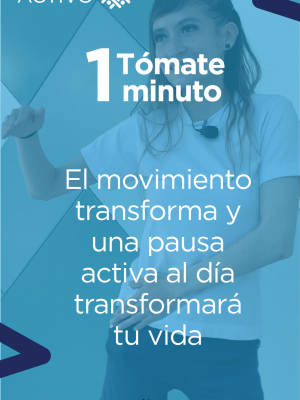 ACTIVO
1 Tómate
minuto
El movimiento
transforma y
una pausa
activa al día
transformará
tu vida